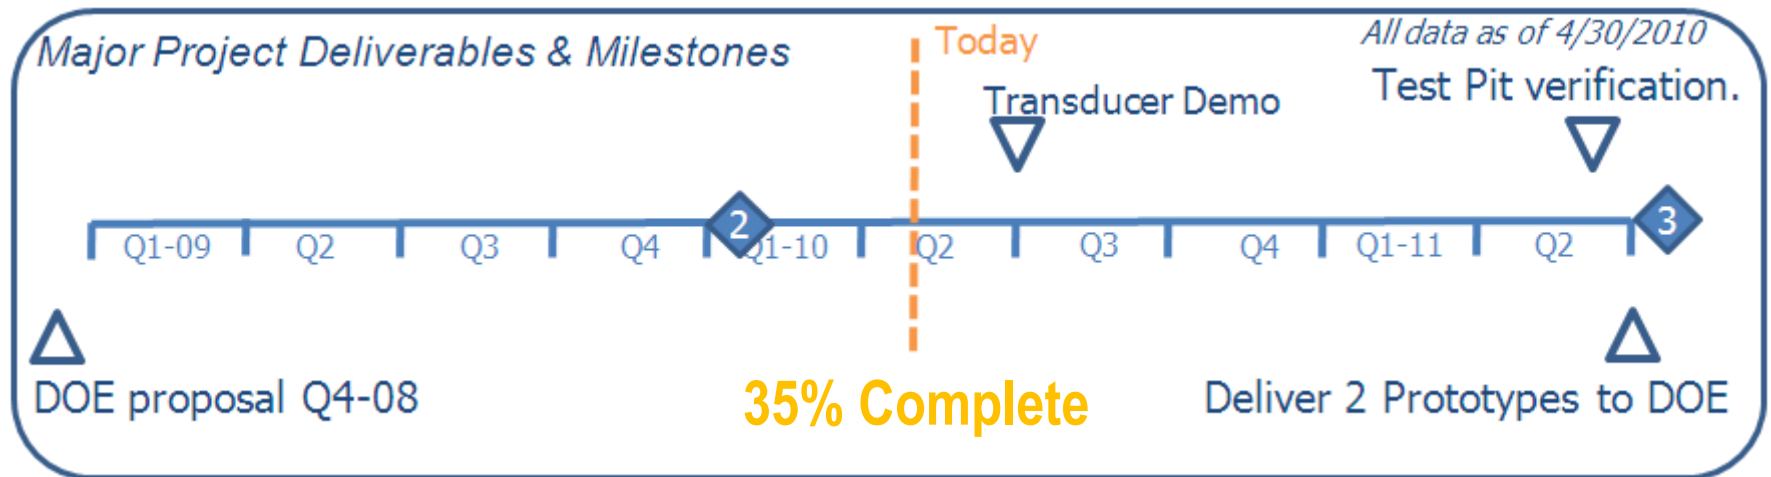 Major Project Deliverables & Milestones
Today
All data as of 4/30/2010
Transducer Demo
Test Pit verification.
2
3
Q1-09 Q2 Q3 Q4 Q1-10 Q2 Q3 Q4 Q1-11 Q2
DOE proposal Q4-08
35% Complete
Deliver 2 Prototypes to DOE